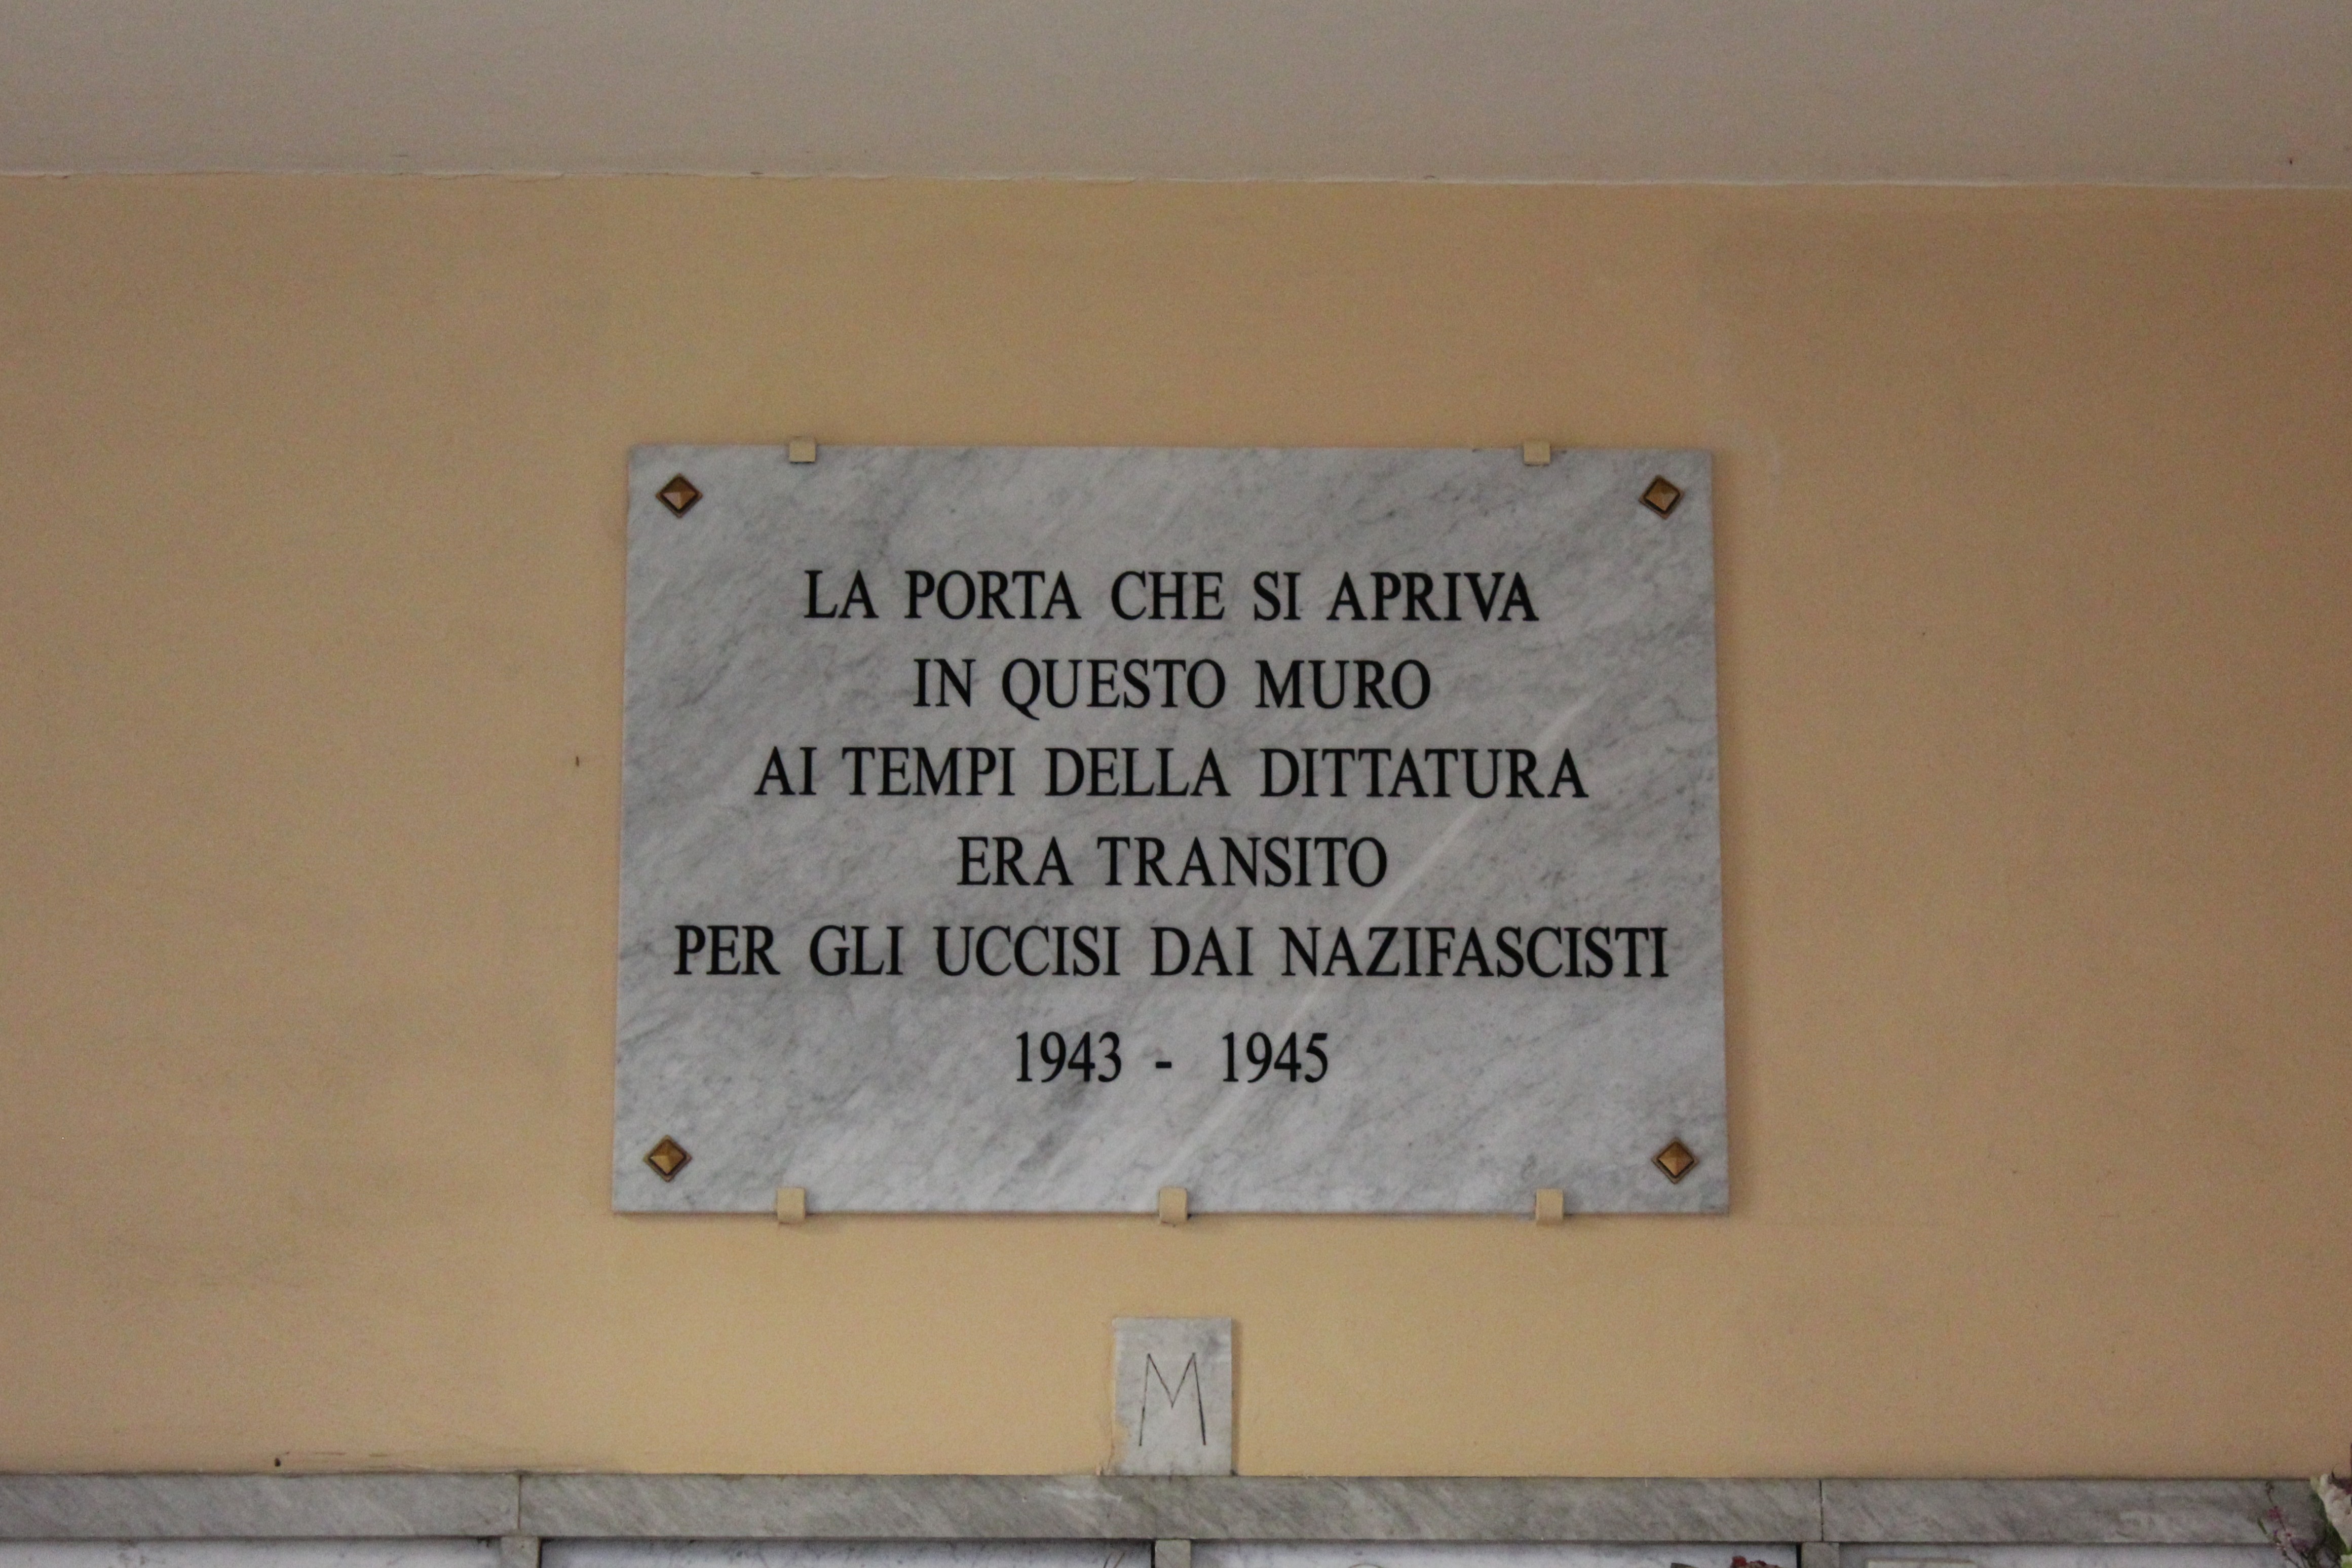 LA PORTA CHE SI APRIVA
IN QUESTO MURO
AI TEMPI DELLA DITTATURA
ERA TRANSITO
PER GLI UCCISI DAI NAZIFASCISTI
1943 - 1945
M